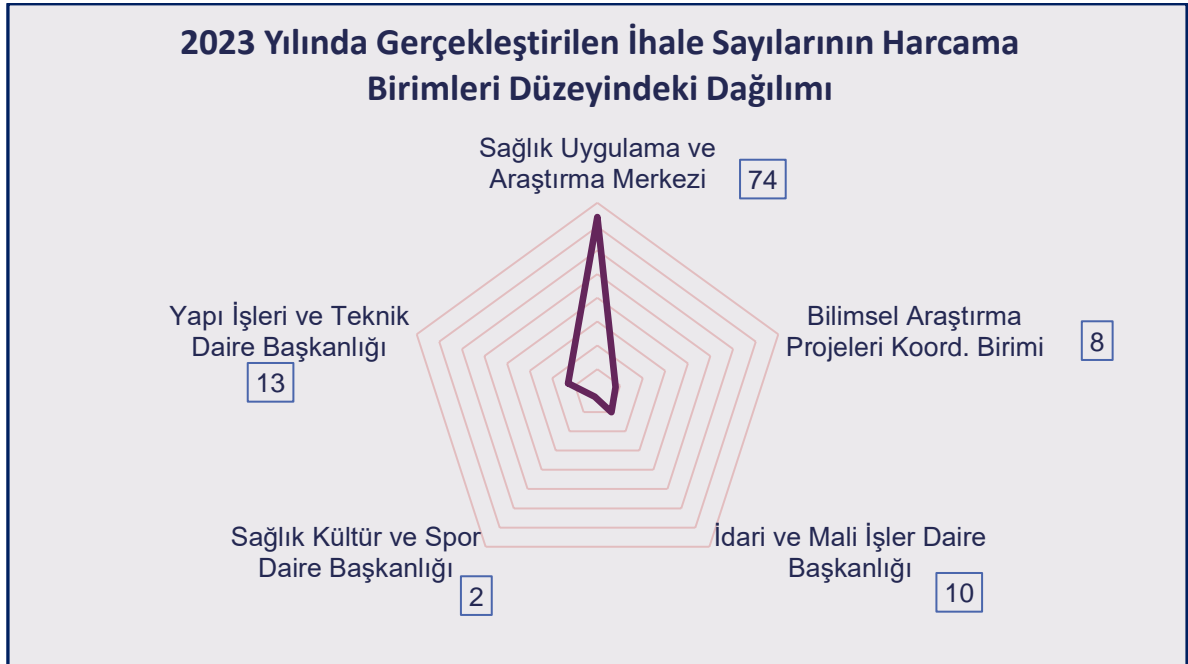 2023 Yılında Gerçekleştirilen İhale Sayılarının Harcama
Birimleri Düzeyindeki Dağılımı
Sağlık Uygulama ve
Araştırma Merkezi
74
Bilimsel Araştırma
Projeleri Koord. Birimi
8
İdari ve Mali İşler Daire
Başkanlığı
10
Sağlık Kültür ve Spor
Daire Başkanlığı
2
Yapı İşleri ve Teknik
Daire Başkanlığı
13